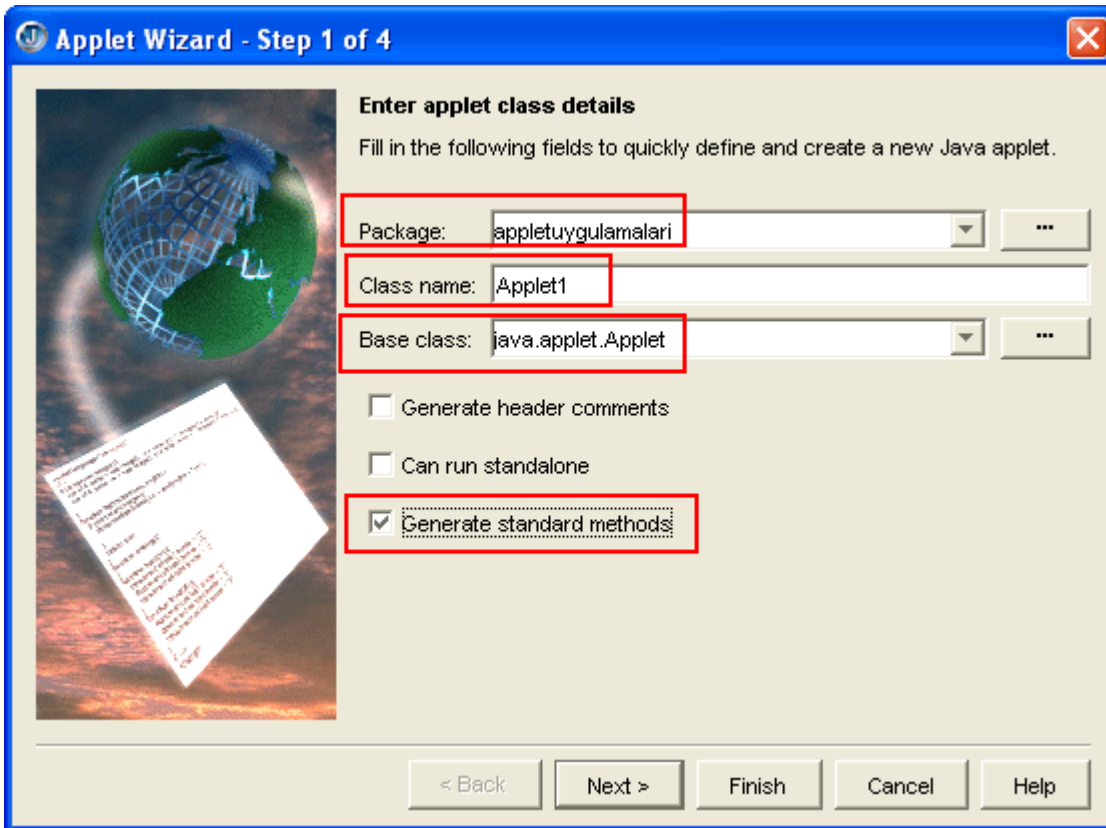 Applet Wizard - Step 1 of 4
Enter applet class details
Fill in the following fields to quickly define and create a new Java applet.
Package: appletuygulamalari ...
Class name: Applet1
Base class: java.applet.Applet ...
Generate header comments
Can run standalone
Generate standard methods
< Back Next > Finish Cancel Help